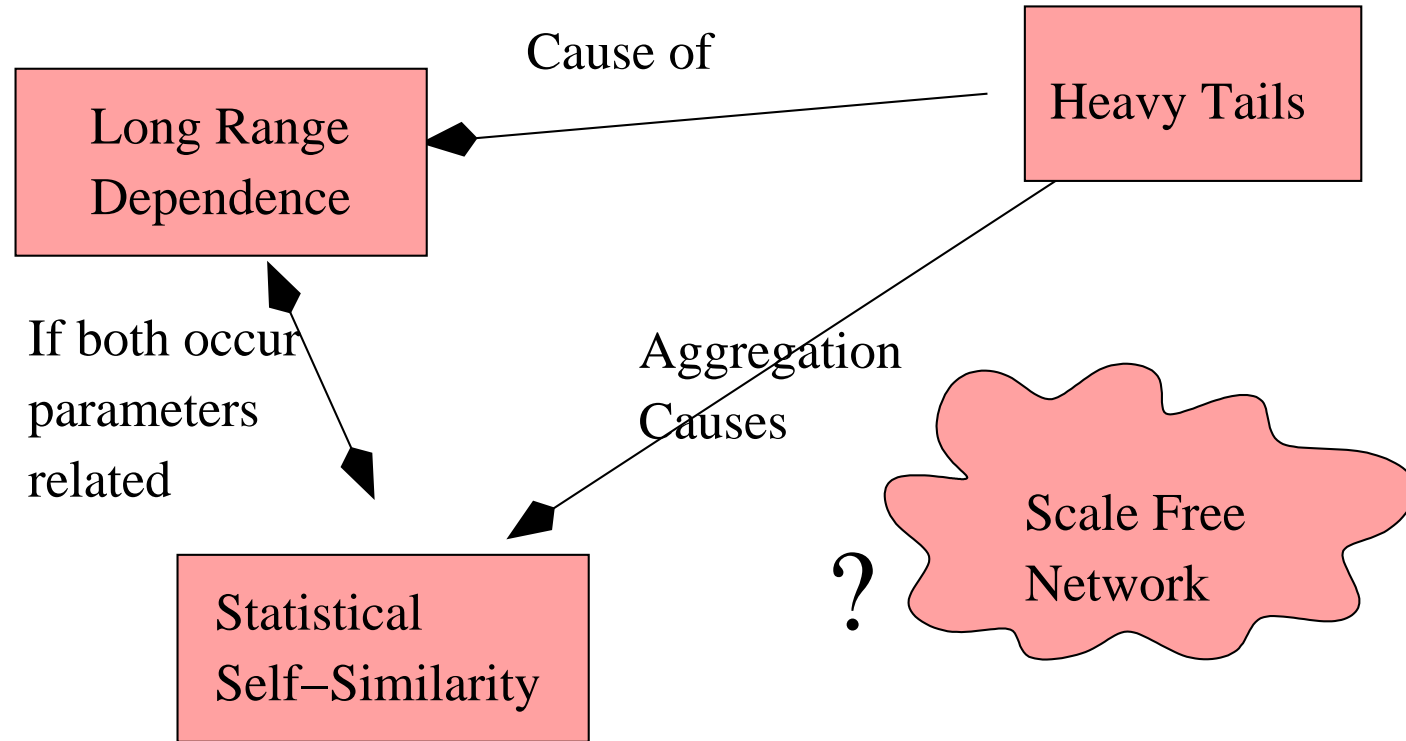 Cause of
Heavy Tails
Long Range
Dependence
If both occur
parameters
related
Aggregation
Causes
Scale Free
Network
?
Statistical
Self−Similarity